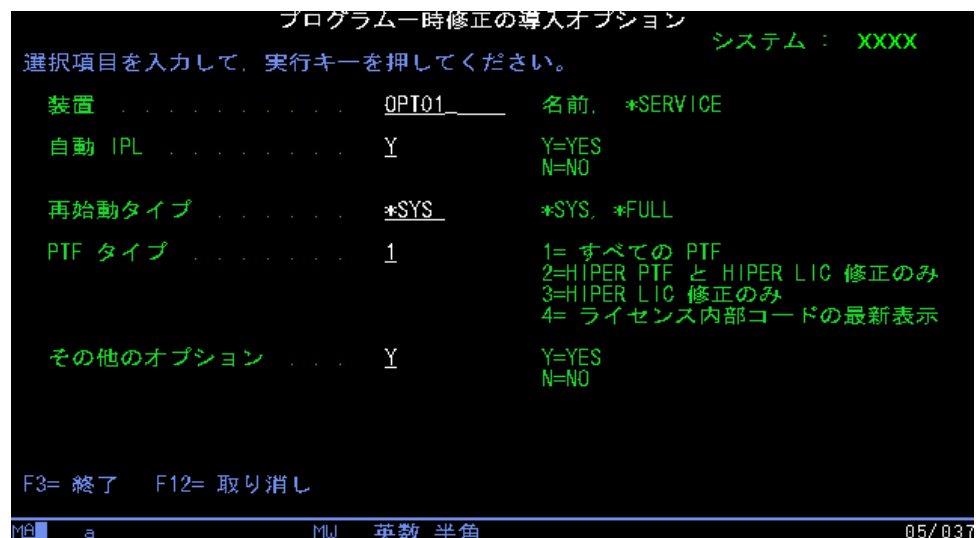 プログラム一時修正の導入オプション
システム : XXXX
選択項目を入力して, 実行キーを押してください。
装置 . . . . . . . . . . . OPT01_____ 名前, *SERVICE
自動 IPL . . . . . . . . . Y Y=YES
N=NO
再始動タイプ . . . . . . *SYS_ *SYS, *FULL
PTF タイプ . . . . . . . . 1 1= すべての PTF
2=HIPER PTF と HIPER LIC 修正のみ
3=HIPER LIC 修正のみ
4= ライセンス内部コードの最新表示
その他のオプション . . . Y Y=YES
N=NO
F3= 終了 F12= 取り消し
MA a MW 英数 半角 05/037